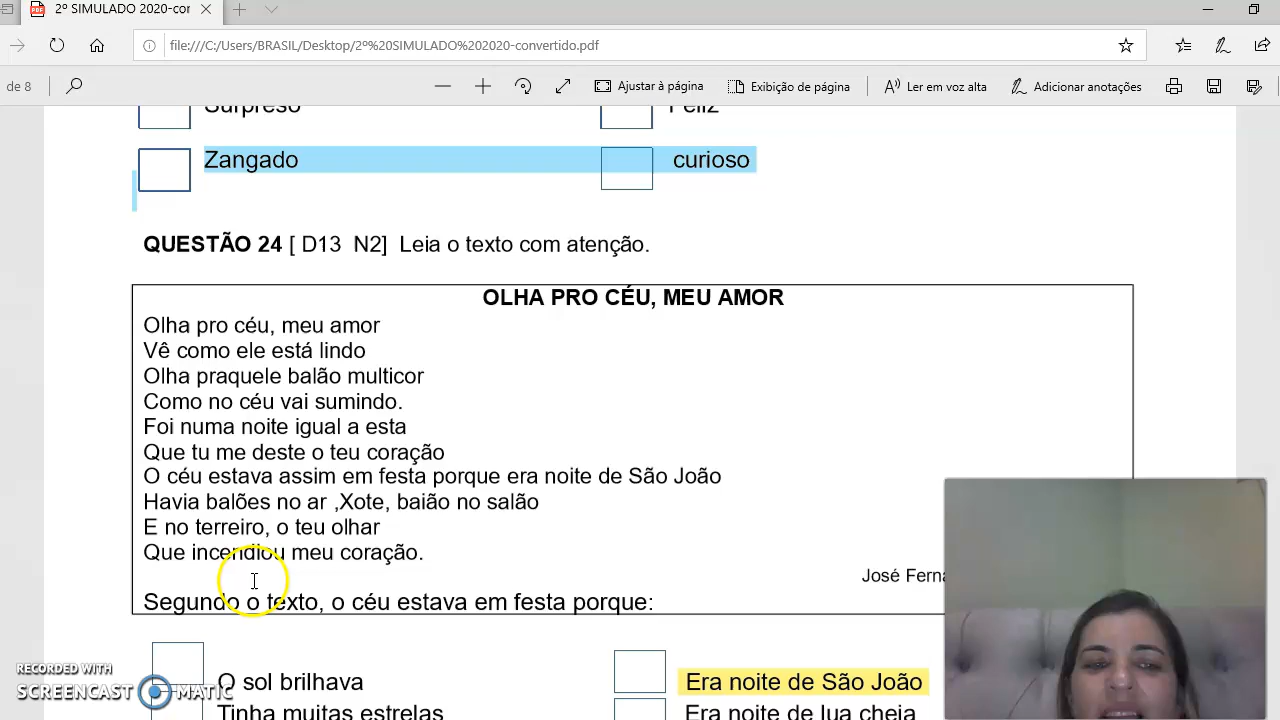 2º SIMULADO 2020-cor
file:///C:/Users/BRASIL/Desktop/2º%20SIMULADO%202020-convertido.pdf
de 8
Ajustar à página
Exibição de página
Ler em voz alta
Adicionar anotações
Surpreso
Feliz
Zangado
curioso
QUESTÃO 24 [ D13 N2] Leia o texto com atenção.
OLHA PRO CÉU, MEU AMOR
Olha pro céu, meu amor
Vê como ele está lindo
Olha praquele balão multicor
Como no céu vai sumindo.
Foi numa noite igual a esta
Que tu me deste o teu coração
O céu estava assim em festa porque era noite de São João
Havia balões no ar ,Xote, baião no salão
E no terreiro, o teu olhar
Que incendiou meu coração.
José Ferna
Segundo o texto, o céu estava em festa porque:
O sol brilhava
Era noite de São João
Tinha muitas estrelas
Era noite de lua cheia
RECORDED WITH
SCREENCAST MATIC